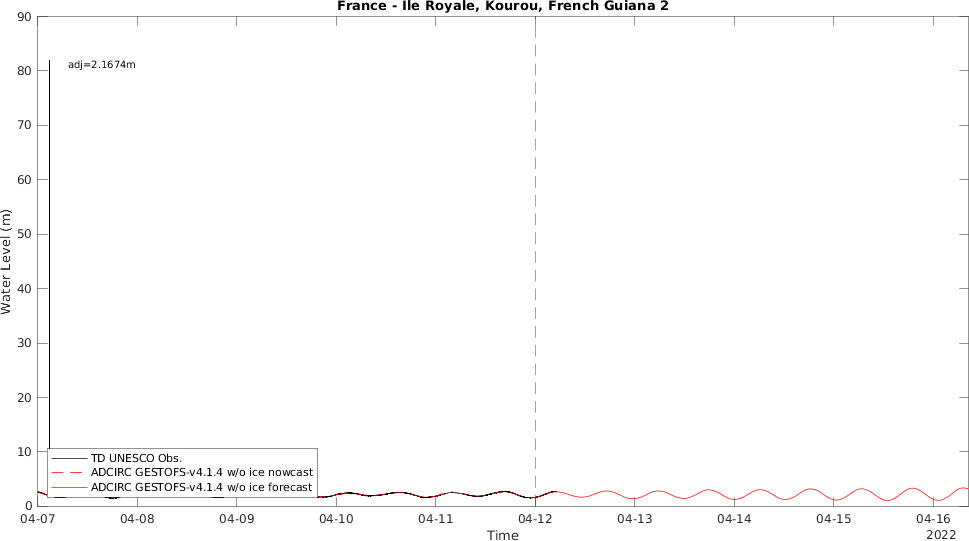 France - Ile Royale, Kourou, French Guiana 2
90
80
70
60
50
40
30
20
10
0
Water Level (m)
adj=2.1674m
TD UNESCO Obs.
ADCIRC GESTOFS-v4.1.4 w/o ice nowcast
ADCIRC GESTOFS-v4.1.4 w/o ice forecast
04-07 04-08 04-09 04-10 04-11 04-12 04-13 04-14 04-15 04-16
2022
Time